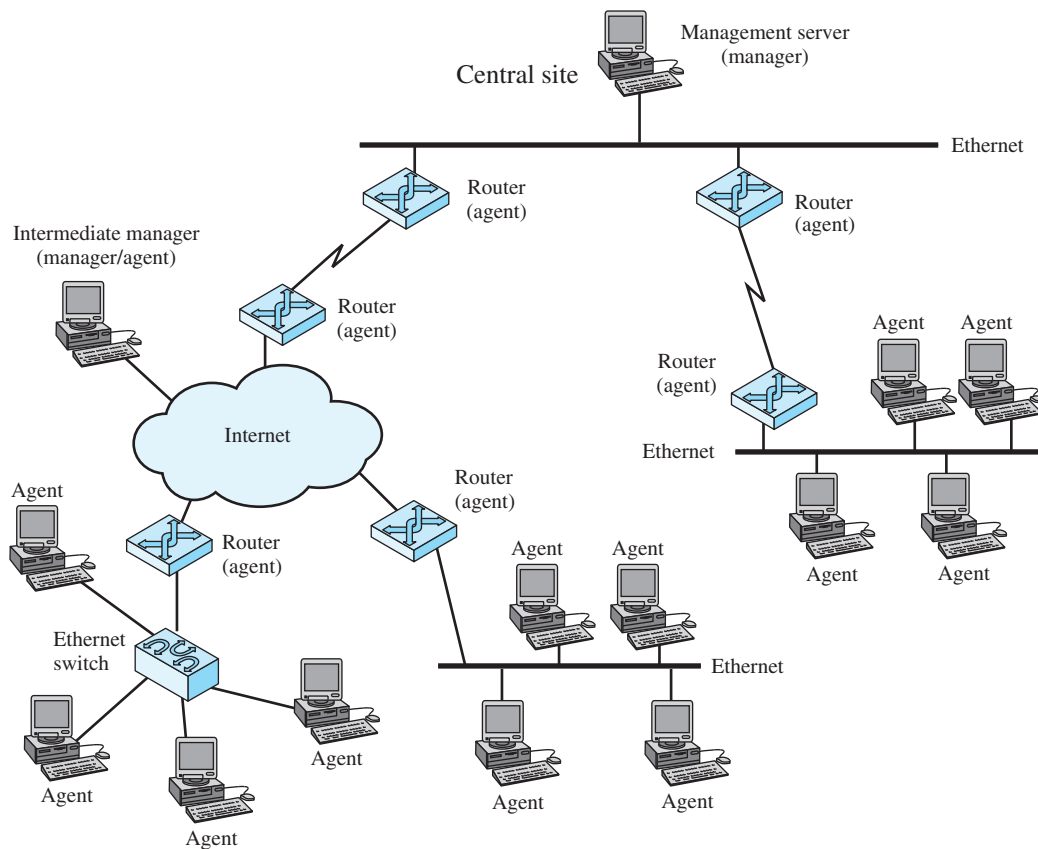 Management server
(manager)
Central site
Ethernet
Router
(agent)
Router
(agent)
Intermediate manager
(manager/agent)
Router
(agent)
Agent
Agent
Router
(agent)
Internet
Ethernet
Router
(agent)
Agent
Router
(agent)
Agent
Agent
Agent
Agent
Ethernet
switch
Ethernet
Agent
Agent
Agent
Agent
Agent